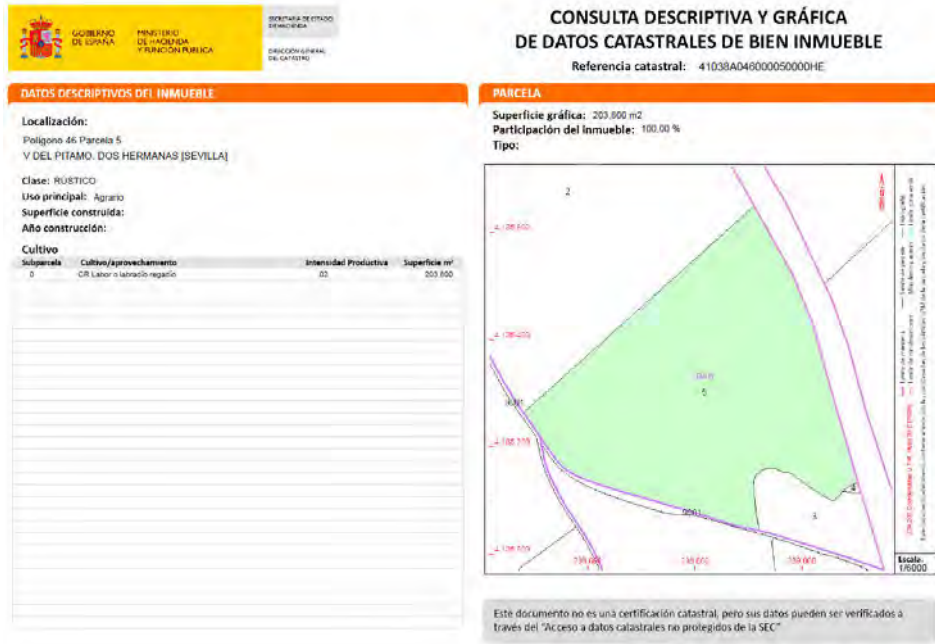 GOBIERNO
DE ESPAÑA
MINISTERIO
DE HACIENDA
Y FUNCIÓN PÚBLICA
SECRETARÍA DE ESTADO
DE HACIENDA
DIRECCIÓN GENERAL
DEL CATASTRO
CONSULTA DESCRIPTIVA Y GRÁFICA
DE DATOS CATASTRALES DE BIEN INMUEBLE
Referencia catastral: 41038A046000050000HE
DATOS DESCRIPTIVOS DEL INMUEBLE
Localización:
Polígono 46 Parcela 5
V DEL PITAMO. DOS HERMANAS [SEVILLA]
Clase: RÚSTICO
Uso principal: Agrario
Superficie construida:
Año construcción:
Cultivo
Subparcela Cultivo/aprovechamiento Intensidad Productiva Superficie m²
0 CR Labor o labradío regadío 02 203.600
PARCELA
Superficie gráfica: 203.600 m2
Participación del inmueble: 100,00 %
Tipo:
2
5
4
3
9001
Escala:
1/6000
Este documento no es una certificación catastral, pero sus datos pueden ser verificados a
través del "Acceso a datos catastrales no protegidos de la SEC"